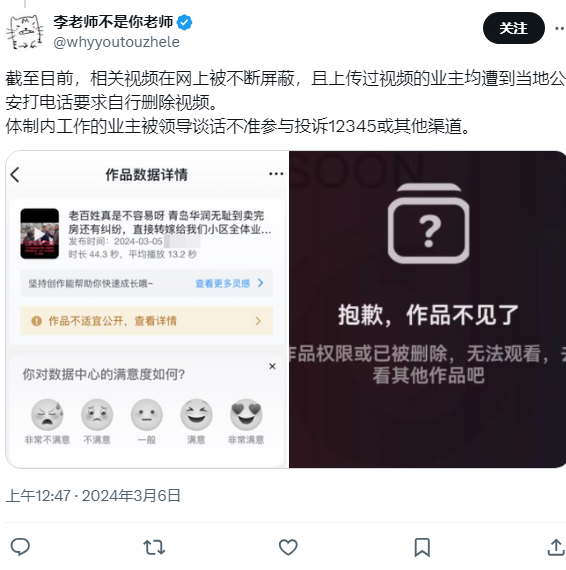 李老师不是你老师
@whyyoutouzhele
关注
截至目前，相关视频在网上被不断屏蔽，且上传过视频的业主均遭到当地公
安打电话要求自行删除视频。
体制内工作的业主被领导谈话不准参与投诉12345或其他渠道。
作品数据详情
老百姓真是不容易呀 青岛华润无耻到卖完
房还有纠纷，直接转嫁给我们小区全体业...
发布时间：2024-03-05
时长 44.3秒，平均播放 13.2 秒
坚持创作能帮助你快速成长哦~
查看更多灵感
作品不适宜公开，查看详情
你对数据中心的满意度如何？
非常不满意
不满意
一般
满意
非常满意
SOON
?
抱歉，作品不见了
作品权限或已被删除，无法观看，去
看其他作品吧
上午12:47 · 2024年3月6日